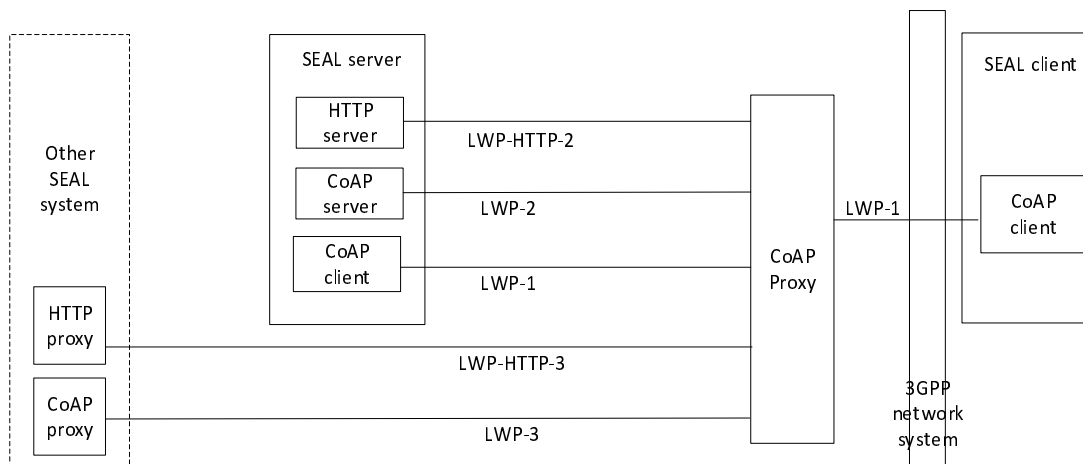 Other
SEAL
system
HTTP
proxy
CoAP
proxy
SEAL server
HTTP
server
CoAP
server
CoAP
client
LWP-HTTP-2
LWP-2
LWP-1
LWP-HTTP-3
LWP-3
CoAP
Proxy
LWP-1
3GPP
network
system
SEAL client
CoAP
client